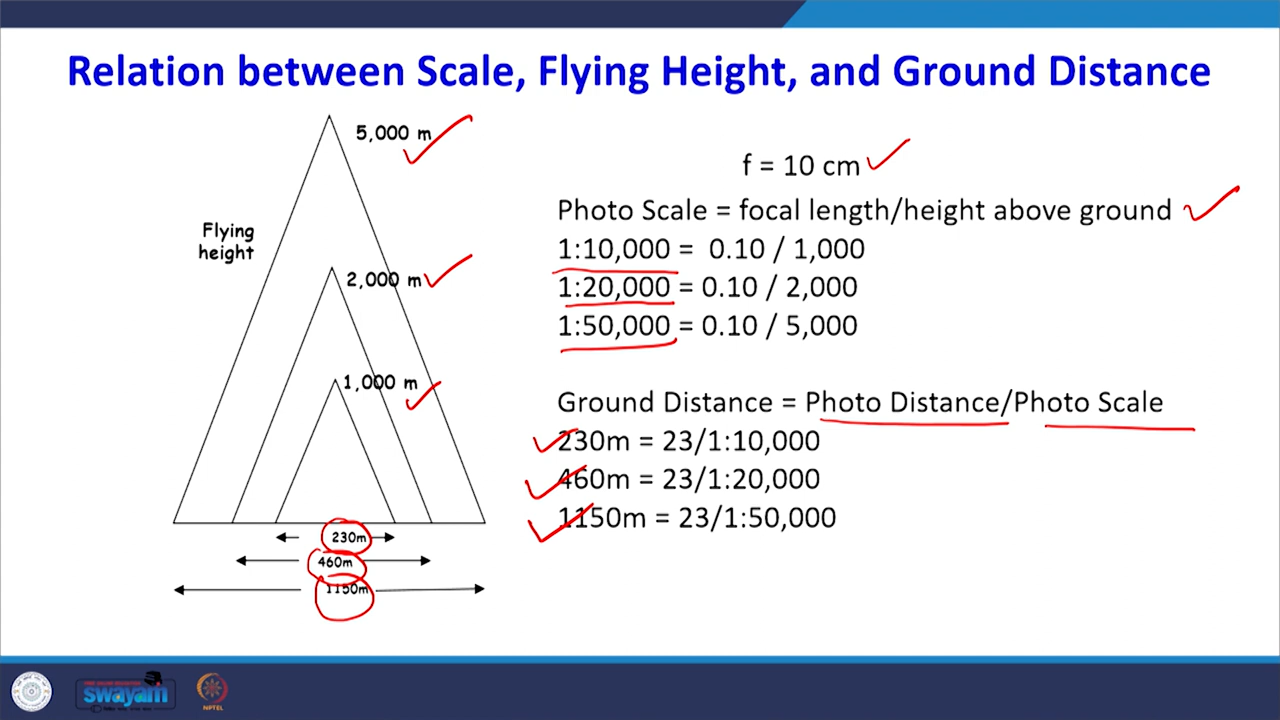 Relation between Scale, Flying Height, and Ground Distance
5,000 m
Flying
height
2,000 m
1,000 m
230m
460m
1150m
f = 10 cm
Photo Scale = focal length/height above ground
1:10,000 = 0.10 / 1,000
1:20,000 = 0.10 / 2,000
1:50,000 = 0.10 / 5,000
Ground Distance = Photo Distance/Photo Scale
230m = 23/1:10,000
460m = 23/1:20,000
1150m = 23/1:50,000
swayam
NPTEL